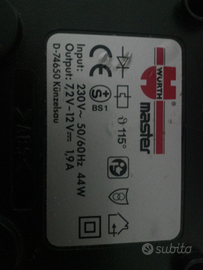 WÜRTH
master
115°
BS1
Input: 230V~ 50/60Hz 44W
Output: 7,2V-12V 1,9A
D-74650 Künzelsau
subito